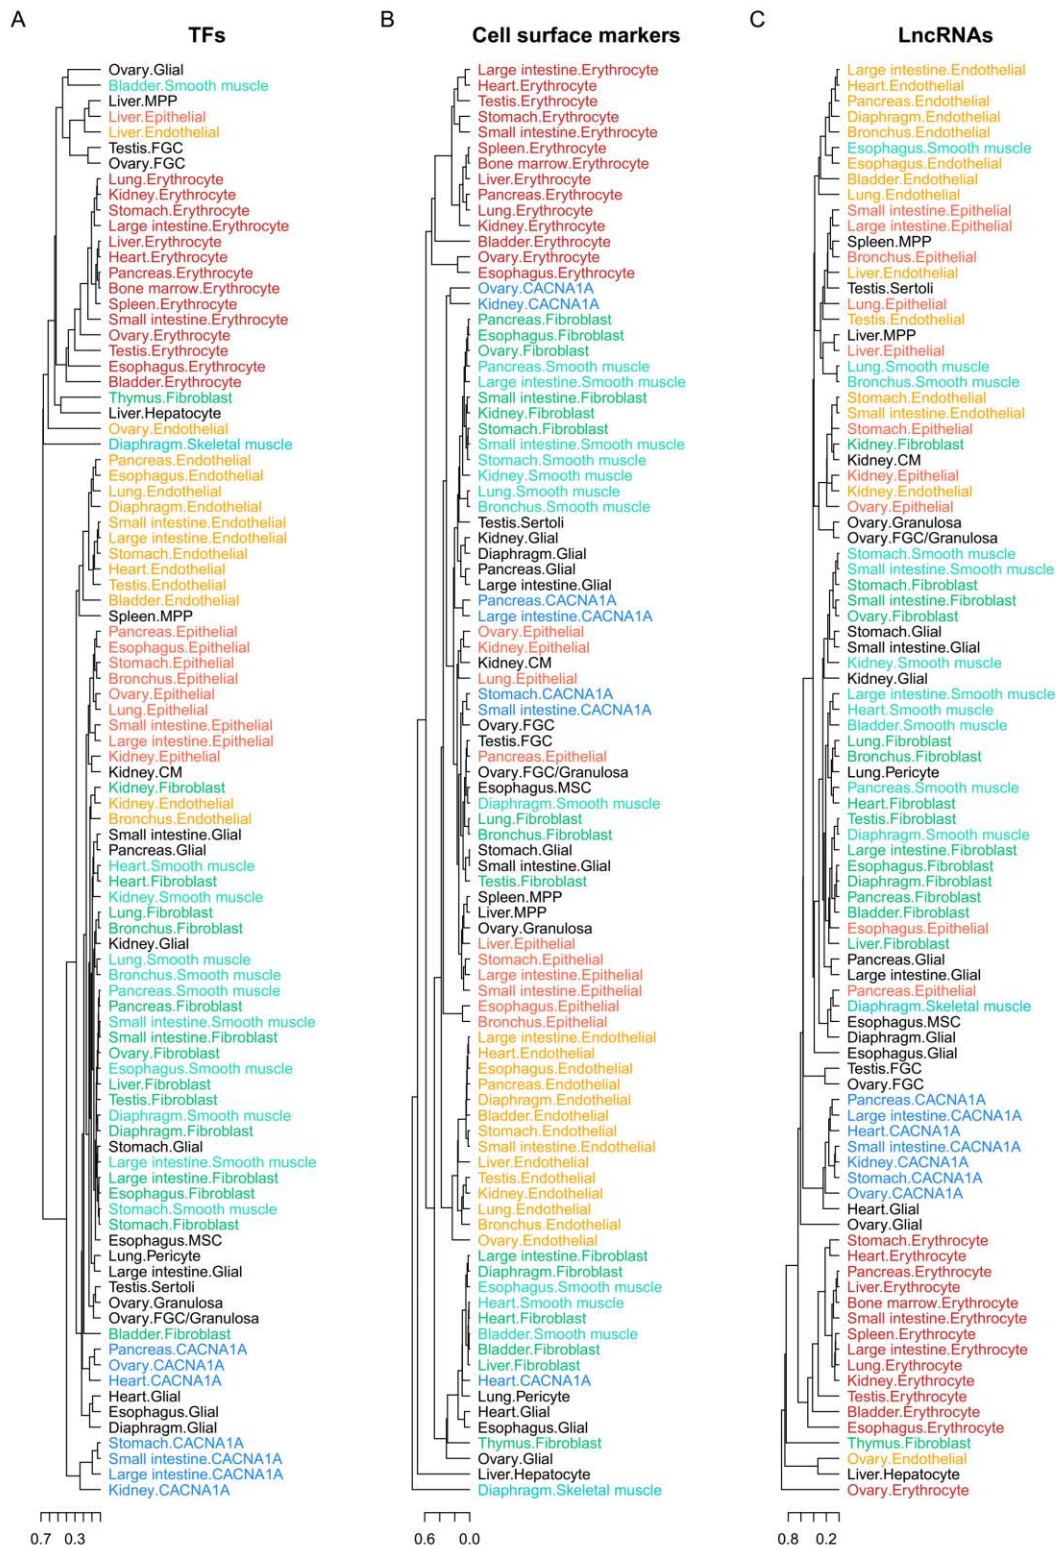 A
TFs
Ovary.Glial
Bladder.Smooth muscle
Liver.MPP
Liver.Epithelial
Liver.Endothelial
Testis.FGC
Ovary.FGC
Lung.Erythrocyte
Kidney.Erythrocyte
Stomach.Erythrocyte
Large intestine.Erythrocyte
Liver.Erythrocyte
Heart.Erythrocyte
Pancreas.Erythrocyte
Bone marrow.Erythrocyte
Spleen.Erythrocyte
Small intestine.Erythrocyte
Ovary.Erythrocyte
Testis.Erythrocyte
Esophagus.Erythrocyte
Bladder.Erythrocyte
Thymus.Fibroblast
Liver.Hepatocyte
Ovary.Endothelial
Diaphragm.Skeletal muscle
Pancreas.Endothelial
Esophagus.Endothelial
Lung.Endothelial
Diaphragm.Endothelial
Small intestine.Endothelial
Large intestine.Endothelial
Stomach.Endothelial
Heart.Endothelial
Testis.Endothelial
Bladder.Endothelial
Spleen.MPP
Pancreas.Epithelial
Esophagus.Epithelial
Stomach.Epithelial
Bronchus.Epithelial
Ovary.Epithelial
Lung.Epithelial
Small intestine.Epithelial
Large intestine.Epithelial
Kidney.Epithelial
Kidney.CM
Kidney.Fibroblast
Kidney.Endothelial
Bronchus.Endothelial
Small intestine.Glial
Pancreas.Glial
Heart.Smooth muscle
Heart.Fibroblast
Kidney.Smooth muscle
Lung.Fibroblast
Bronchus.Fibroblast
Kidney.Glial
Lung.Smooth muscle
Bronchus.Smooth muscle
Pancreas.Smooth muscle
Pancreas.Fibroblast
Small intestine.Smooth muscle
Small intestine.Fibroblast
Ovary.Fibroblast
Esophagus.Smooth muscle
Liver.Fibroblast
Testis.Fibroblast
Diaphragm.Smooth muscle
Diaphragm.Fibroblast
Stomach.Glial
Large intestine.Smooth muscle
Large intestine.Fibroblast
Esophagus.Fibroblast
Stomach.Smooth muscle
Stomach.Fibroblast
Esophagus.MSC
Lung.Pericyte
Large intestine.Glial
Testis.Sertoli
Ovary.Granulosa
Ovary.FGC/Granulosa
Bladder.Fibroblast
Pancreas.CACNA1A
Ovary.CACNA1A
Heart.CACNA1A
Heart.Glial
Esophagus.Glial
Diaphragm.Glial
Stomach.CACNA1A
Small intestine.CACNA1A
Large intestine.CACNA1A
Kidney.CACNA1A
0.7 0.3
B
Cell surface markers
Large intestine.Erythrocyte
Heart.Erythrocyte
Testis.Erythrocyte
Stomach.Erythrocyte
Small intestine.Erythrocyte
Spleen.Erythrocyte
Bone marrow.Erythrocyte
Liver.Erythrocyte
Pancreas.Erythrocyte
Lung.Erythrocyte
Kidney.Erythrocyte
Bladder.Erythrocyte
Ovary.Erythrocyte
Esophagus.Erythrocyte
Ovary.CACNA1A
Kidney.CACNA1A
Pancreas.Fibroblast
Esophagus.Fibroblast
Ovary.Fibroblast
Pancreas.Smooth muscle
Large intestine.Smooth muscle
Small intestine.Fibroblast
Kidney.Fibroblast
Stomach.Fibroblast
Small intestine.Smooth muscle
Stomach.Smooth muscle
Kidney.Smooth muscle
Lung.Smooth muscle
Bronchus.Smooth muscle
Testis.Sertoli
Kidney.Glial
Diaphragm.Glial
Pancreas.Glial
Large intestine.Glial
Pancreas.CACNA1A
Large intestine.CACNA1A
Ovary.Epithelial
Kidney.Epithelial
Kidney.CM
Lung.Epithelial
Stomach.CACNA1A
Small intestine.CACNA1A
Ovary.FGC
Testis.FGC
Pancreas.Epithelial
Ovary.FGC/Granulosa
Esophagus.MSC
Diaphragm.Smooth muscle
Lung.Fibroblast
Bronchus.Fibroblast
Stomach.Glial
Small intestine.Glial
Testis.Fibroblast
Spleen.MPP
Liver.MPP
Ovary.Granulosa
Liver.Epithelial
Stomach.Epithelial
Large intestine.Epithelial
Small intestine.Epithelial
Esophagus.Epithelial
Bronchus.Epithelial
Large intestine.Endothelial
Heart.Endothelial
Esophagus.Endothelial
Pancreas.Endothelial
Diaphragm.Endothelial
Bladder.Endothelial
Stomach.Endothelial
Small intestine.Endothelial
Liver.Endothelial
Testis.Endothelial
Kidney.Endothelial
Lung.Endothelial
Bronchus.Endothelial
Ovary.Endothelial
Large intestine.Fibroblast
Diaphragm.Fibroblast
Esophagus.Smooth muscle
Heart.Smooth muscle
Heart.Fibroblast
Bladder.Smooth muscle
Bladder.Fibroblast
Liver.Fibroblast
Heart.CACNA1A
Lung.Pericyte
Heart.Glial
Esophagus.Glial
Thymus.Fibroblast
Ovary.Glial
Liver.Hepatocyte
Diaphragm.Skeletal muscle
0.6 0.0
C
LncRNAs
Large intestine.Endothelial
Heart.Endothelial
Pancreas.Endothelial
Diaphragm.Endothelial
Bronchus.Endothelial
Esophagus.Smooth muscle
Esophagus.Endothelial
Bladder.Endothelial
Lung.Endothelial
Small intestine.Epithelial
Large intestine.Epithelial
Spleen.MPP
Bronchus.Epithelial
Liver.Endothelial
Testis.Sertoli
Lung.Epithelial
Testis.Endothelial
Liver.MPP
Liver.Epithelial
Lung.Smooth muscle
Bronchus.Smooth muscle
Stomach.Endothelial
Small intestine.Endothelial
Stomach.Epithelial
Kidney.Fibroblast
Kidney.CM
Kidney.Epithelial
Kidney.Endothelial
Ovary.Epithelial
Ovary.Granulosa
Ovary.FGC/Granulosa
Stomach.Smooth muscle
Small intestine.Smooth muscle
Stomach.Fibroblast
Small intestine.Fibroblast
Ovary.Fibroblast
Stomach.Glial
Small intestine.Glial
Kidney.Smooth muscle
Kidney.Glial
Large intestine.Smooth muscle
Heart.Smooth muscle
Bladder.Smooth muscle
Lung.Fibroblast
Bronchus.Fibroblast
Lung.Pericyte
Pancreas.Smooth muscle
Heart.Fibroblast
Testis.Fibroblast
Diaphragm.Smooth muscle
Large intestine.Fibroblast
Esophagus.Fibroblast
Diaphragm.Fibroblast
Pancreas.Fibroblast
Bladder.Fibroblast
Esophagus.Epithelial
Liver.Fibroblast
Pancreas.Glial
Large intestine.Glial
Pancreas.Epithelial
Diaphragm.Skeletal muscle
Esophagus.MSC
Diaphragm.Glial
Esophagus.Glial
Testis.FGC
Ovary.FGC
Pancreas.CACNA1A
Large intestine.CACNA1A
Heart.CACNA1A
Small intestine.CACNA1A
Kidney.CACNA1A
Stomach.CACNA1A
Ovary.CACNA1A
Heart.Glial
Ovary.Glial
Stomach.Erythrocyte
Heart.Erythrocyte
Pancreas.Erythrocyte
Liver.Erythrocyte
Bone marrow.Erythrocyte
Small intestine.Erythrocyte
Spleen.Erythrocyte
Large intestine.Erythrocyte
Lung.Erythrocyte
Kidney.Erythrocyte
Testis.Erythrocyte
Bladder.Erythrocyte
Esophagus.Erythrocyte
Thymus.Fibroblast
Ovary.Endothelial
Liver.Hepatocyte
Ovary.Erythrocyte
0.8 0.2